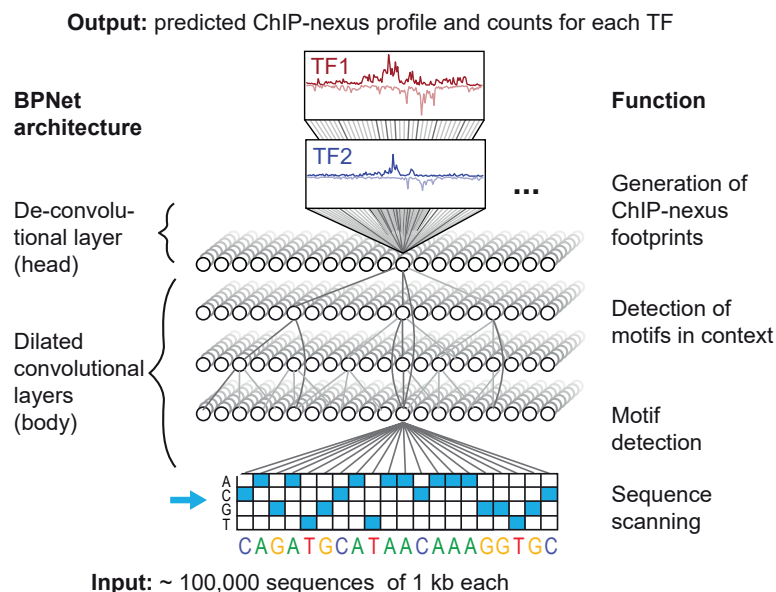 Output: predicted ChIP-nexus profile and counts for each TF
BPNet
architecture
Function
TF1
TF2
...
De-convolu-
tional layer
(head)
Generation of
ChIP-nexus
footprints
Dilated
convolutional
layers
(body)
Detection of
motifs in context
Motif
detection
A
C
G
T
Sequence
scanning
CAGATGCATAACAAAGGTGC
Input: ~ 100,000 sequences of 1 kb each